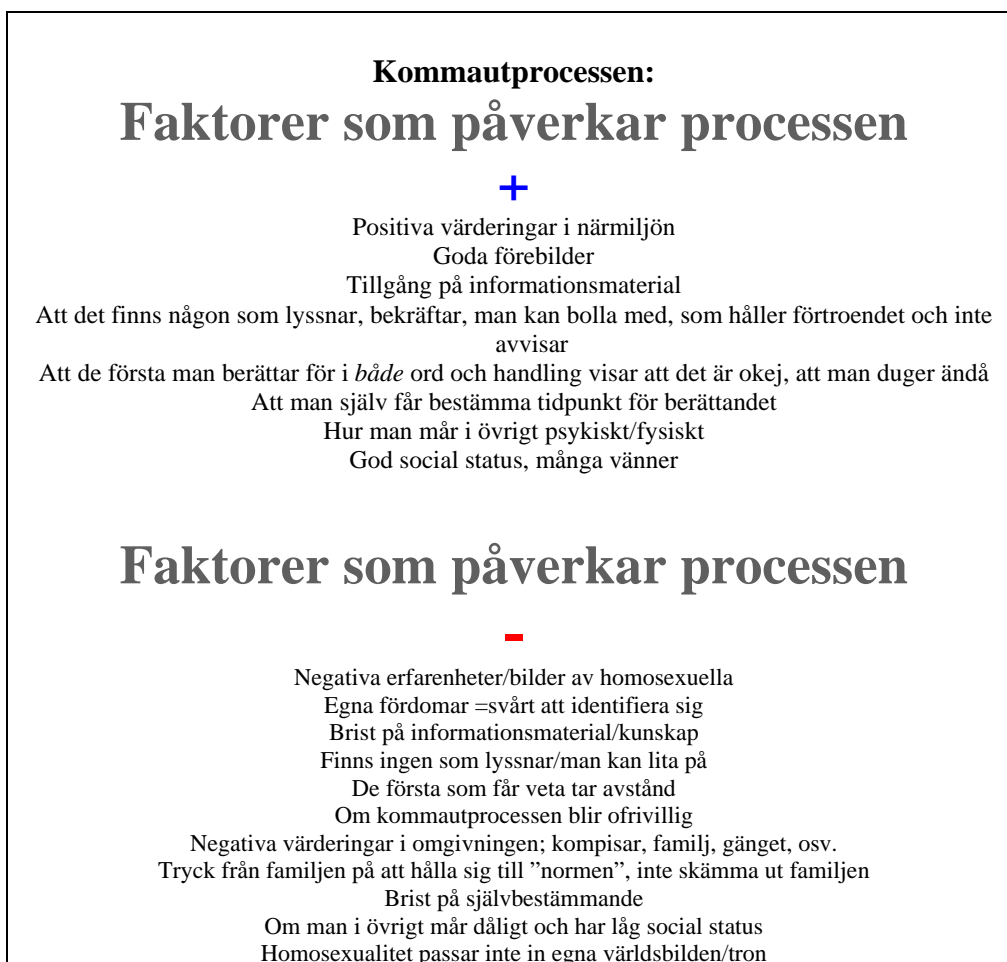 Kommautprocessen:
Faktorer som påverkar processen
+
Positiva värderingar i närmiljön
Goda förebilder
Tillgång på informationsmaterial
Att det finns någon som lyssnar, bekräftar, man kan bolla med, som håller förtroendet och inte
avvisar
Att de första man berättar för i både ord och handling visar att det är okej, att man duger ändå
Att man själv får bestämma tidpunkt för berättandet
Hur man mår i övrigt psykiskt/fysiskt
God social status, många vänner
Faktorer som påverkar processen
-
Negativa erfarenheter/bilder av homosexuella
Egna fördomar =svårt att identifiera sig
Brist på informationsmaterial/kunskap
Finns ingen som lyssnar/man kan lita på
De första som får veta tar avstånd
Om kommautprocessen blir ofrivillig
Negativa värderingar i omgivningen; kompisar, familj, gänget, osv.
Tryck från familjen på att hålla sig till ”normen”, inte skämma ut familjen
Brist på självbestämmande
Om man i övrigt mår dåligt och har låg social status
Homosexualitet passar inte in egna världsbilden/tron